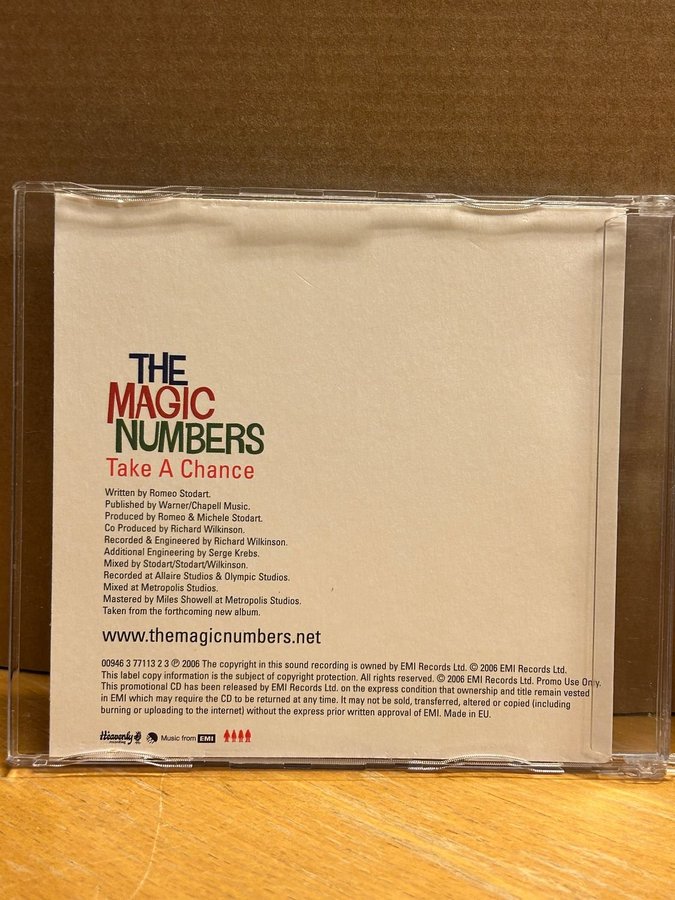 THE
MAGIC
NUMBERS
Take A Chance
Written by Romeo Stodart.
Published by Warner/Chapell Music.
Produced by Romeo & Michele Stodart.
Co Produced by Richard Wilkinson.
Recorded & Engineered by Richard Wilkinson.
Additional Engineering by Serge Krebs.
Mixed by Stodart/Stodart/Wilkinson.
Recorded at Allaire Studios & Olympic Studios.
Mixed at Metropolis Studios.
Mastered by Miles Showell at Metropolis Studios.
Taken from the forthcoming new album.
www.themagicnumbers.net
00946 3 77113 2 3 ℗ 2006 The copyright in this sound recording is owned by EMI Records Ltd. © 2006 EMI Records Ltd.
This label copy information is the subject of copyright protection. All rights reserved. © 2006 EMI Records Ltd. Promo Use Only.
This promotional CD has been released by EMI Records Ltd. on the express condition that ownership and title remain vested
in EMI which may require the CD to be returned at any time. It may not be sold, transferred, altered or copied (including
burning or uploading to the internet) without the express prior written approval of EMI. Made in EU.
Heavenly recordings Music from EMI